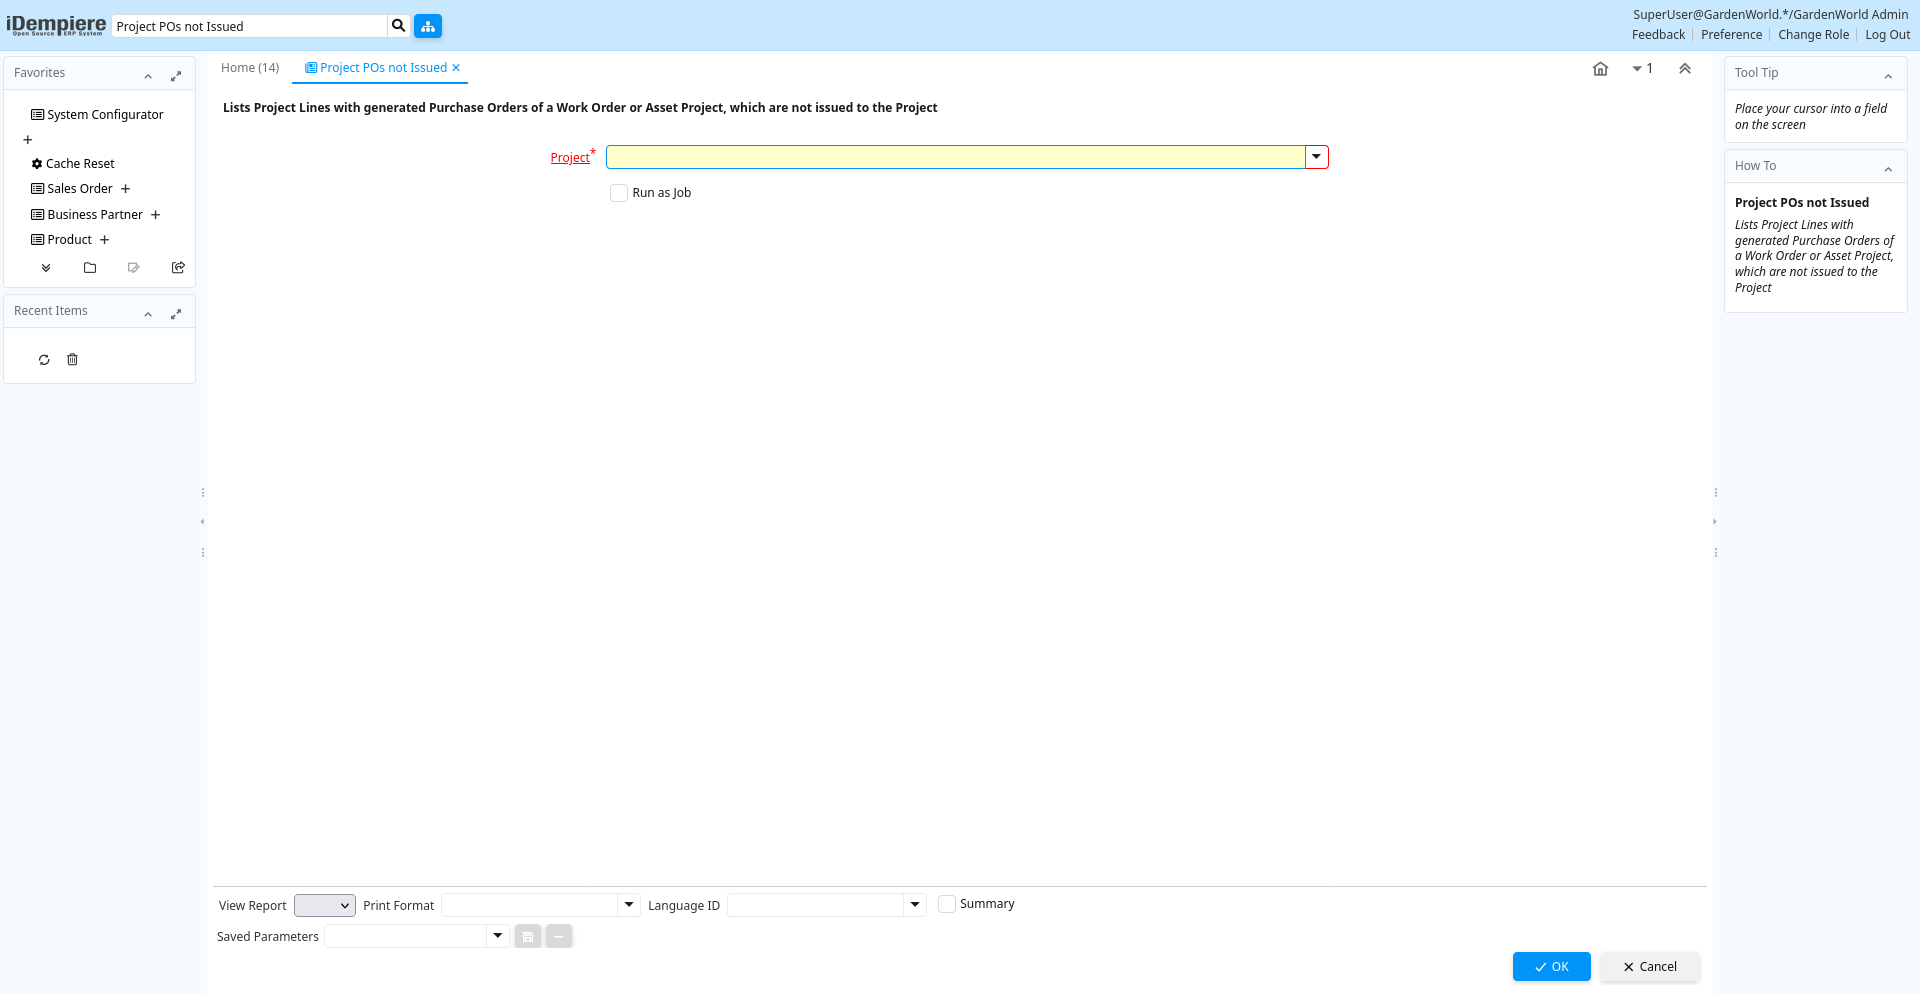 iDempiere
Open Source ERP System
Project POs not Issued
SuperUser@GardenWorld.*/GardenWorld Admin
Feedback
Preference
Change Role
Log Out
Favorites
System Configurator
Cache Reset
Sales Order
Business Partner
Product
Recent Items
Home (14)
Project POs not Issued
1
Lists Project Lines with generated Purchase Orders of a Work Order or Asset Project, which are not issued to the Project
Project*
Run as Job
View Report
Print Format
Language ID
Summary
Saved Parameters
OK
Cancel
Tool Tip
Place your cursor into a field
on the screen
How To
Project POs not Issued
Lists Project Lines with
generated Purchase Orders of
a Work Order or Asset Project,
which are not issued to the
Project